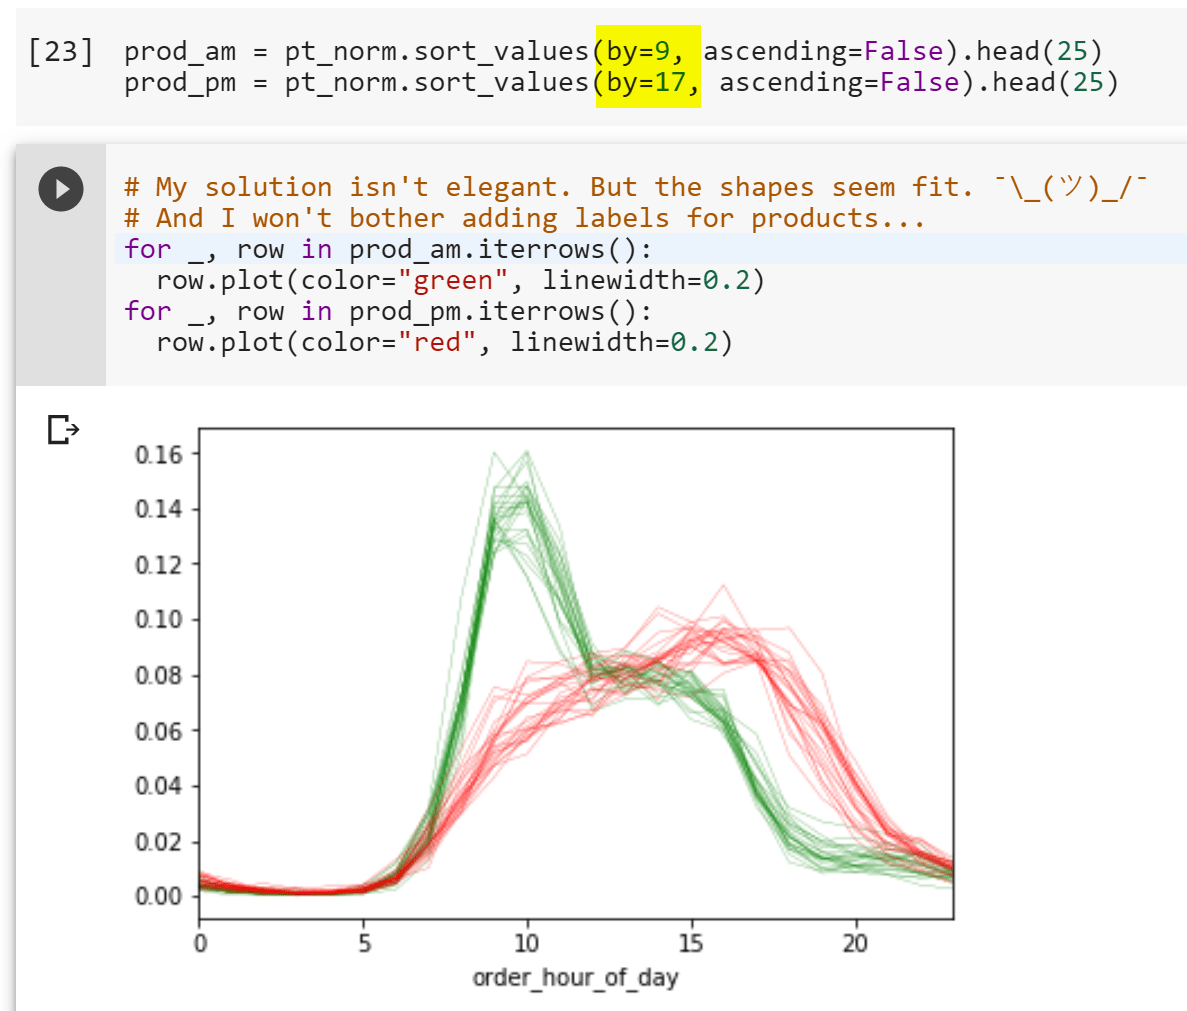 [23] prod_am = pt_norm.sort_values(by=9, ascending=False).head(25)
prod_pm = pt_norm.sort_values(by=17, ascending=False).head(25)
# My solution isn't elegant. But the shapes seem fit. ¯\_(ツ)_/¯
# And I won't bother adding labels for products...
for _, row in prod_am.iterrows():
  row.plot(color="green", linewidth=0.2)
for _, row in prod_pm.iterrows():
  row.plot(color="red", linewidth=0.2)
0.16
0.14
0.12
0.10
0.08
0.06
0.04
0.02
0.00
0 5 10 15 20
order_hour_of_day